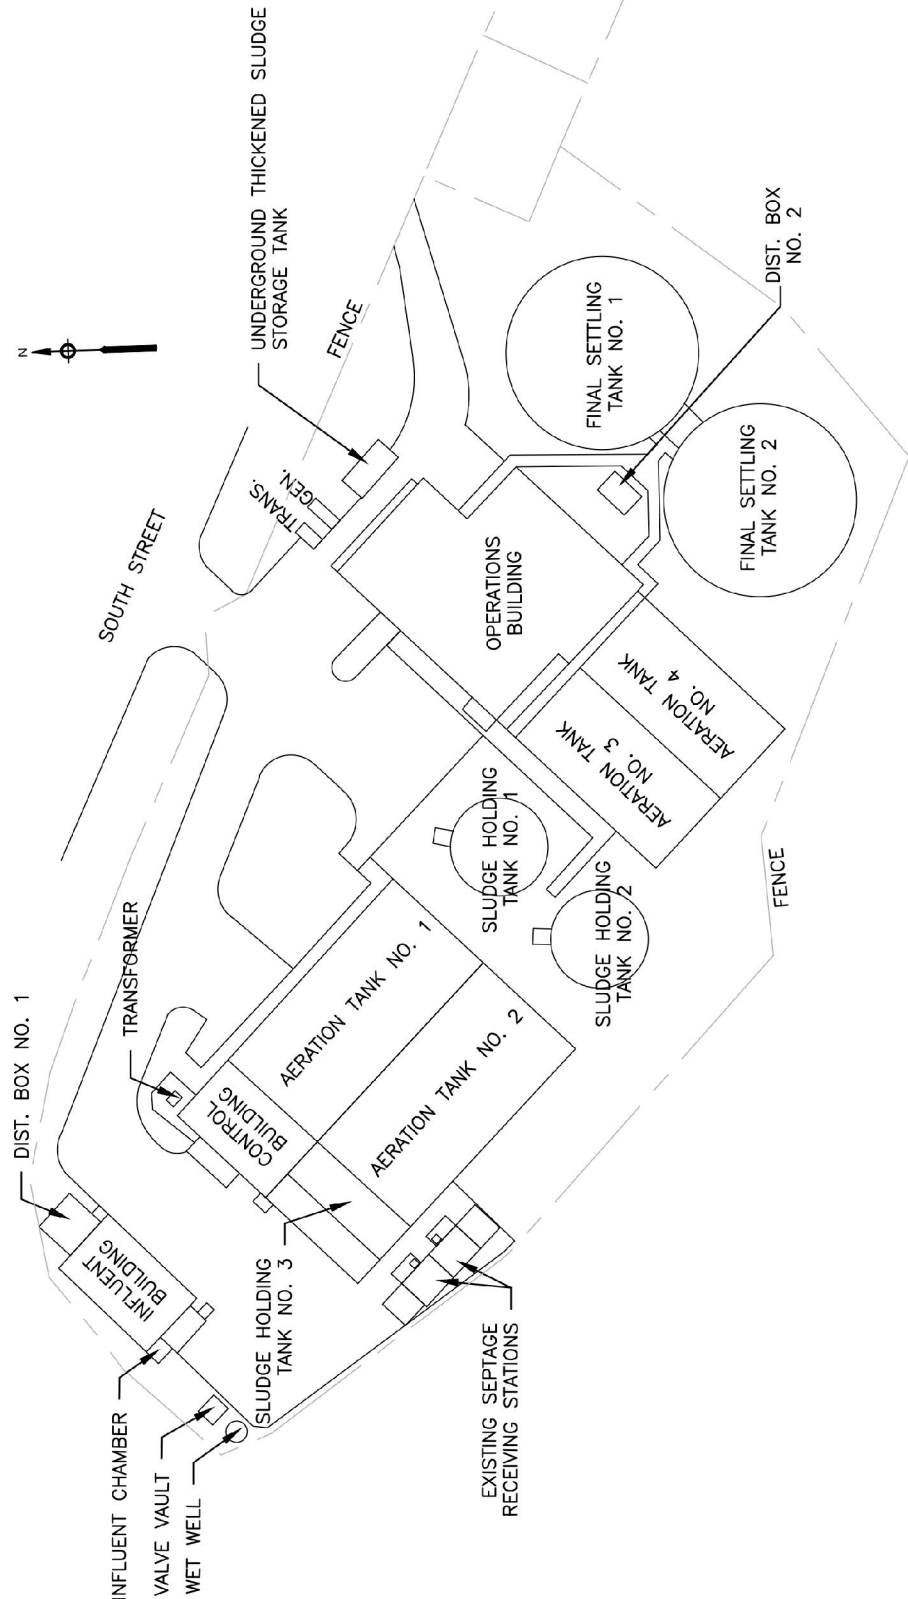 N
UNDERGROUND THICKENED SLUDGE
STORAGE TANK
FENCE
DIST. BOX
NO. 2
SOUTH STREET
TRANS.
GEN.
FINAL SETTLING
TANK NO. 1
FINAL SETTLING
TANK NO. 2
OPERATIONS
BUILDING
AERATION TANK
NO. 4
AERATION TANK
NO. 3
SLUDGE HOLDING
TANK NO. 1
SLUDGE HOLDING
TANK NO. 2
FENCE
DIST. BOX NO. 1
TRANSFORMER
AERATION TANK NO. 1
AERATION TANK NO. 2
CONTROL
BUILDING
INFLUENT
BUILDING
SLUDGE HOLDING
TANK NO. 3
INFLUENT CHAMBER
VALVE VAULT
WET WELL
EXISTING SEPTAGE
RECEIVING STATIONS